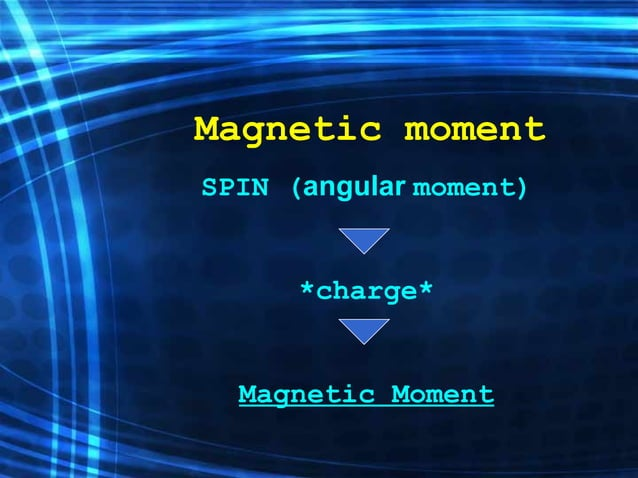 Magnetic moment
SPIN (angular moment)
*charge*
Magnetic Moment